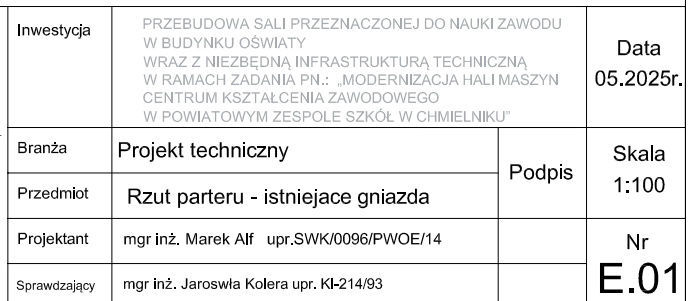 Inwestycja
PRZEBUDOWA SALI PRZEZNACZONEJ DO NAUKI ZAWODU
W BUDYNKU OŚWIATY
WRAZ Z NIEZBĘDNĄ INFRASTRUKTURĄ TECHNICZNĄ
W RAMACH ZADANIA PN.: „MODERNIZACJA HALI MASZYN
CENTRUM KSZTAŁCENIA ZAWODOWEGO
W POWIATOWYM ZESPOLE SZKÓŁ W CHMIELNIKU"
Data
05.2025r.
Branża
Projekt techniczny
Podpis
Skala
1:100
Przedmiot
Rzut parteru - istniejace gniazda
Projektant
mgr inż. Marek Alf upr.SWK/0096/PWOE/14
Nr
E.01
Sprawdzający
mgr inż. Jaroswła Kolera upr. KI-214/93